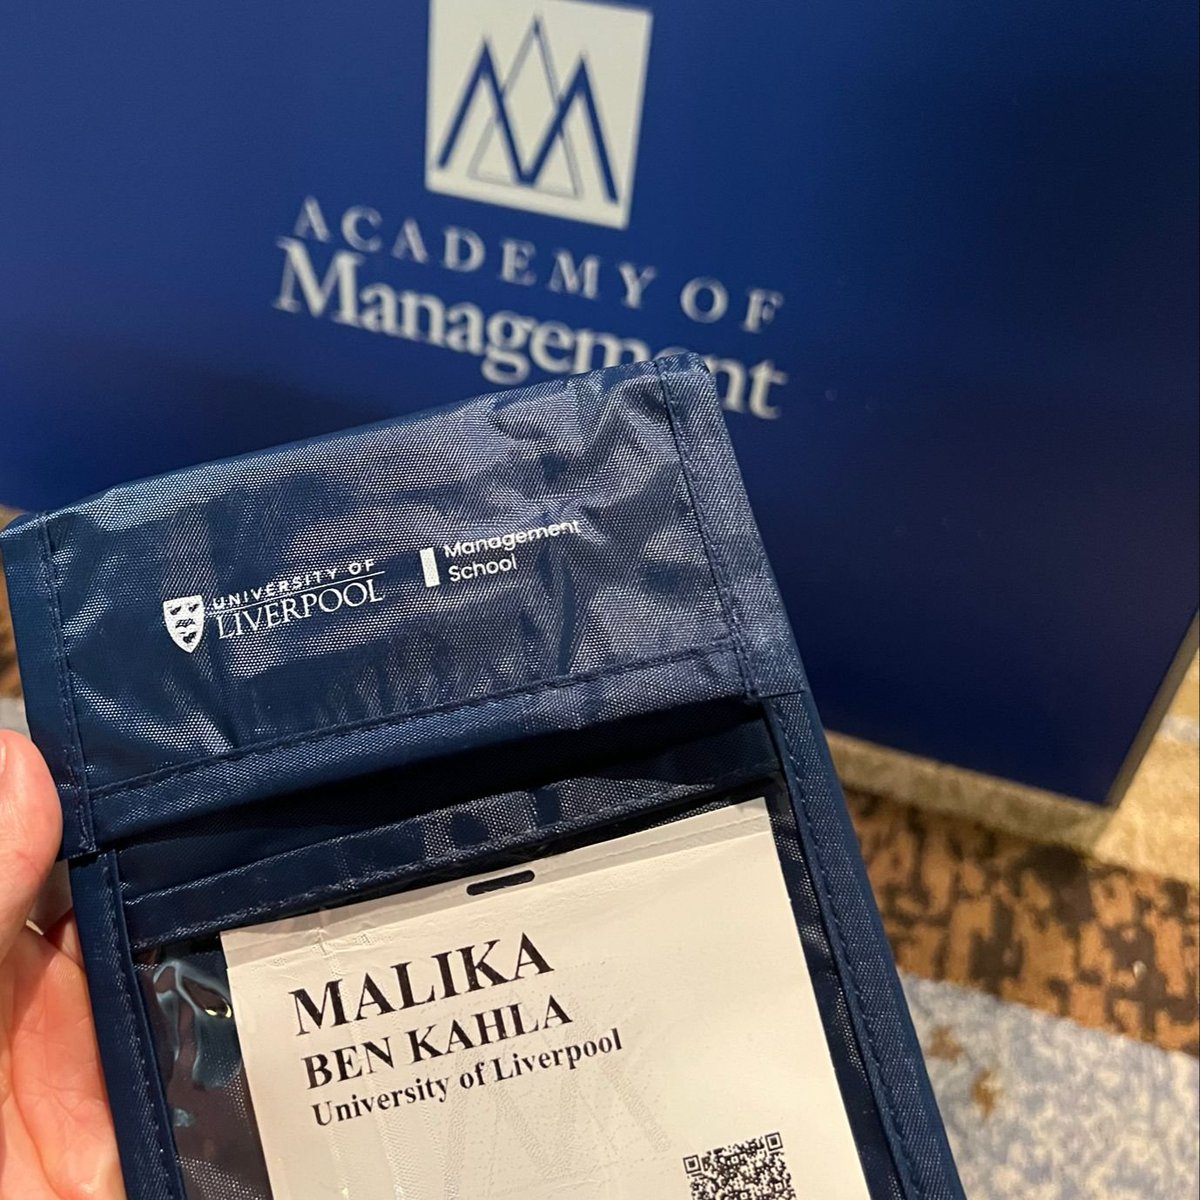 ACADEMY OF
Management
UNIVERSITY OF
LIVERPOOL
Management
School
MALIKA
BEN KAHLA
University of Liverpool